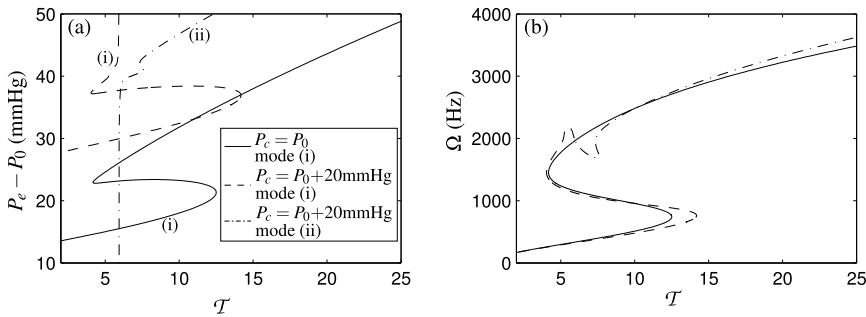 (a)
50
40
30
20
10
5
10
15
20
25
P_e − P_0 (mmHg)
𝒯
(i)
(ii)
(i)
P_c = P_0
mode (i)
P_c = P_0+20mmHg
mode (i)
P_c = P_0+20mmHg
mode (ii)
(b)
4000
3000
2000
1000
0
5
10
15
20
25
Ω (Hz)
𝒯